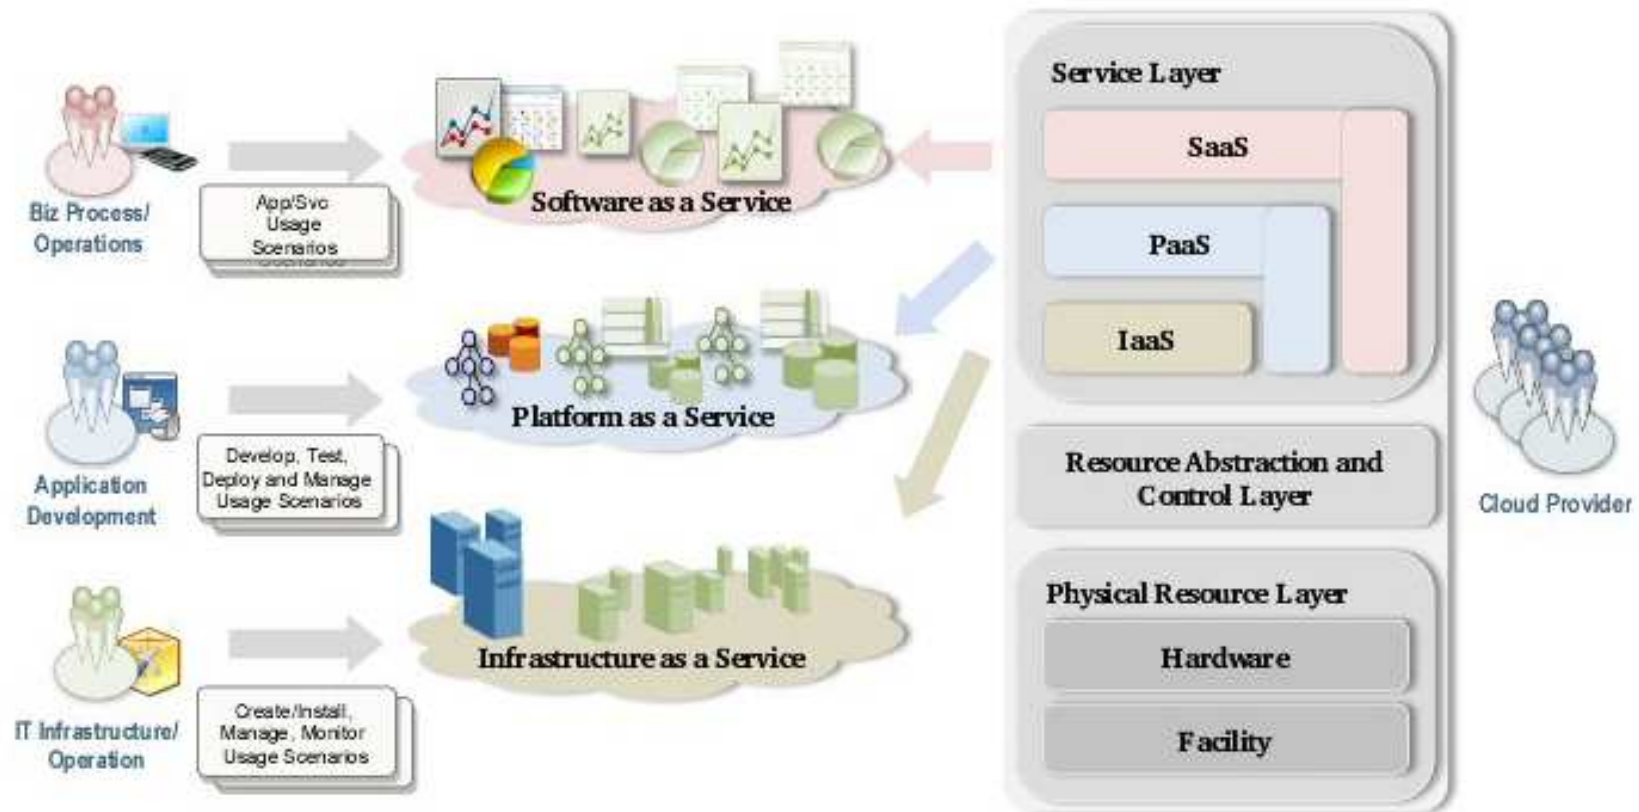 Biz Process/
Operations
App/Svc
Usage
Scenarios
Software as a Service
Application
Development
Develop, Test,
Deploy and Manage
Usage Scenarios
Platform as a Service
IT Infrastructure/
Operation
Create/Install,
Manage, Monitor
Usage Scenarios
Infrastructure as a Service
Service Layer
SaaS
PaaS
IaaS
Resource Abstraction and
Control Layer
Physical Resource Layer
Hardware
Facility
Cloud Provider